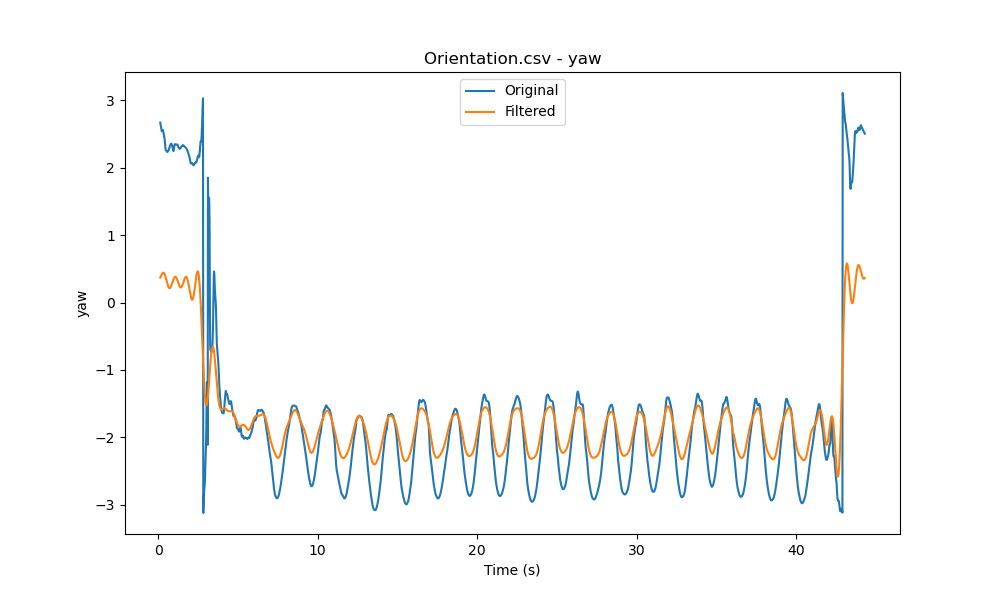 Orientation.csv - yaw
Original
Filtered
yaw
3
2
1
0
−1
−2
−3
0 10 20 30 40
Time (s)